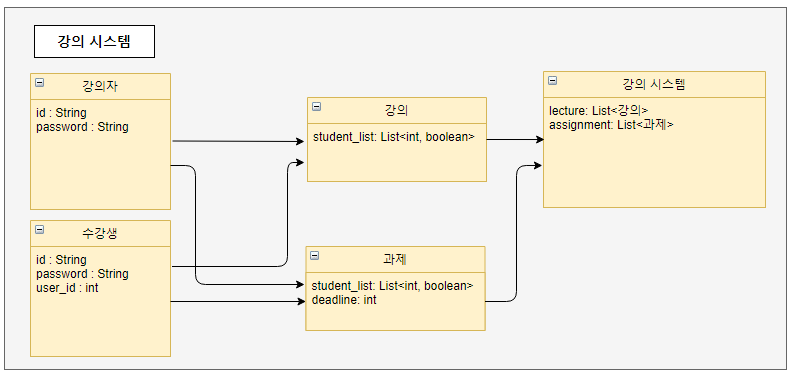 강의 시스템
강의자
id : String
password : String
수강생
id : String
password : String
user_id : int
강의
student_list: List<int, boolean>
과제
student_list: List<int, boolean>
deadline: int
강의 시스템
lecture: List<강의>
assignment: List<과제>